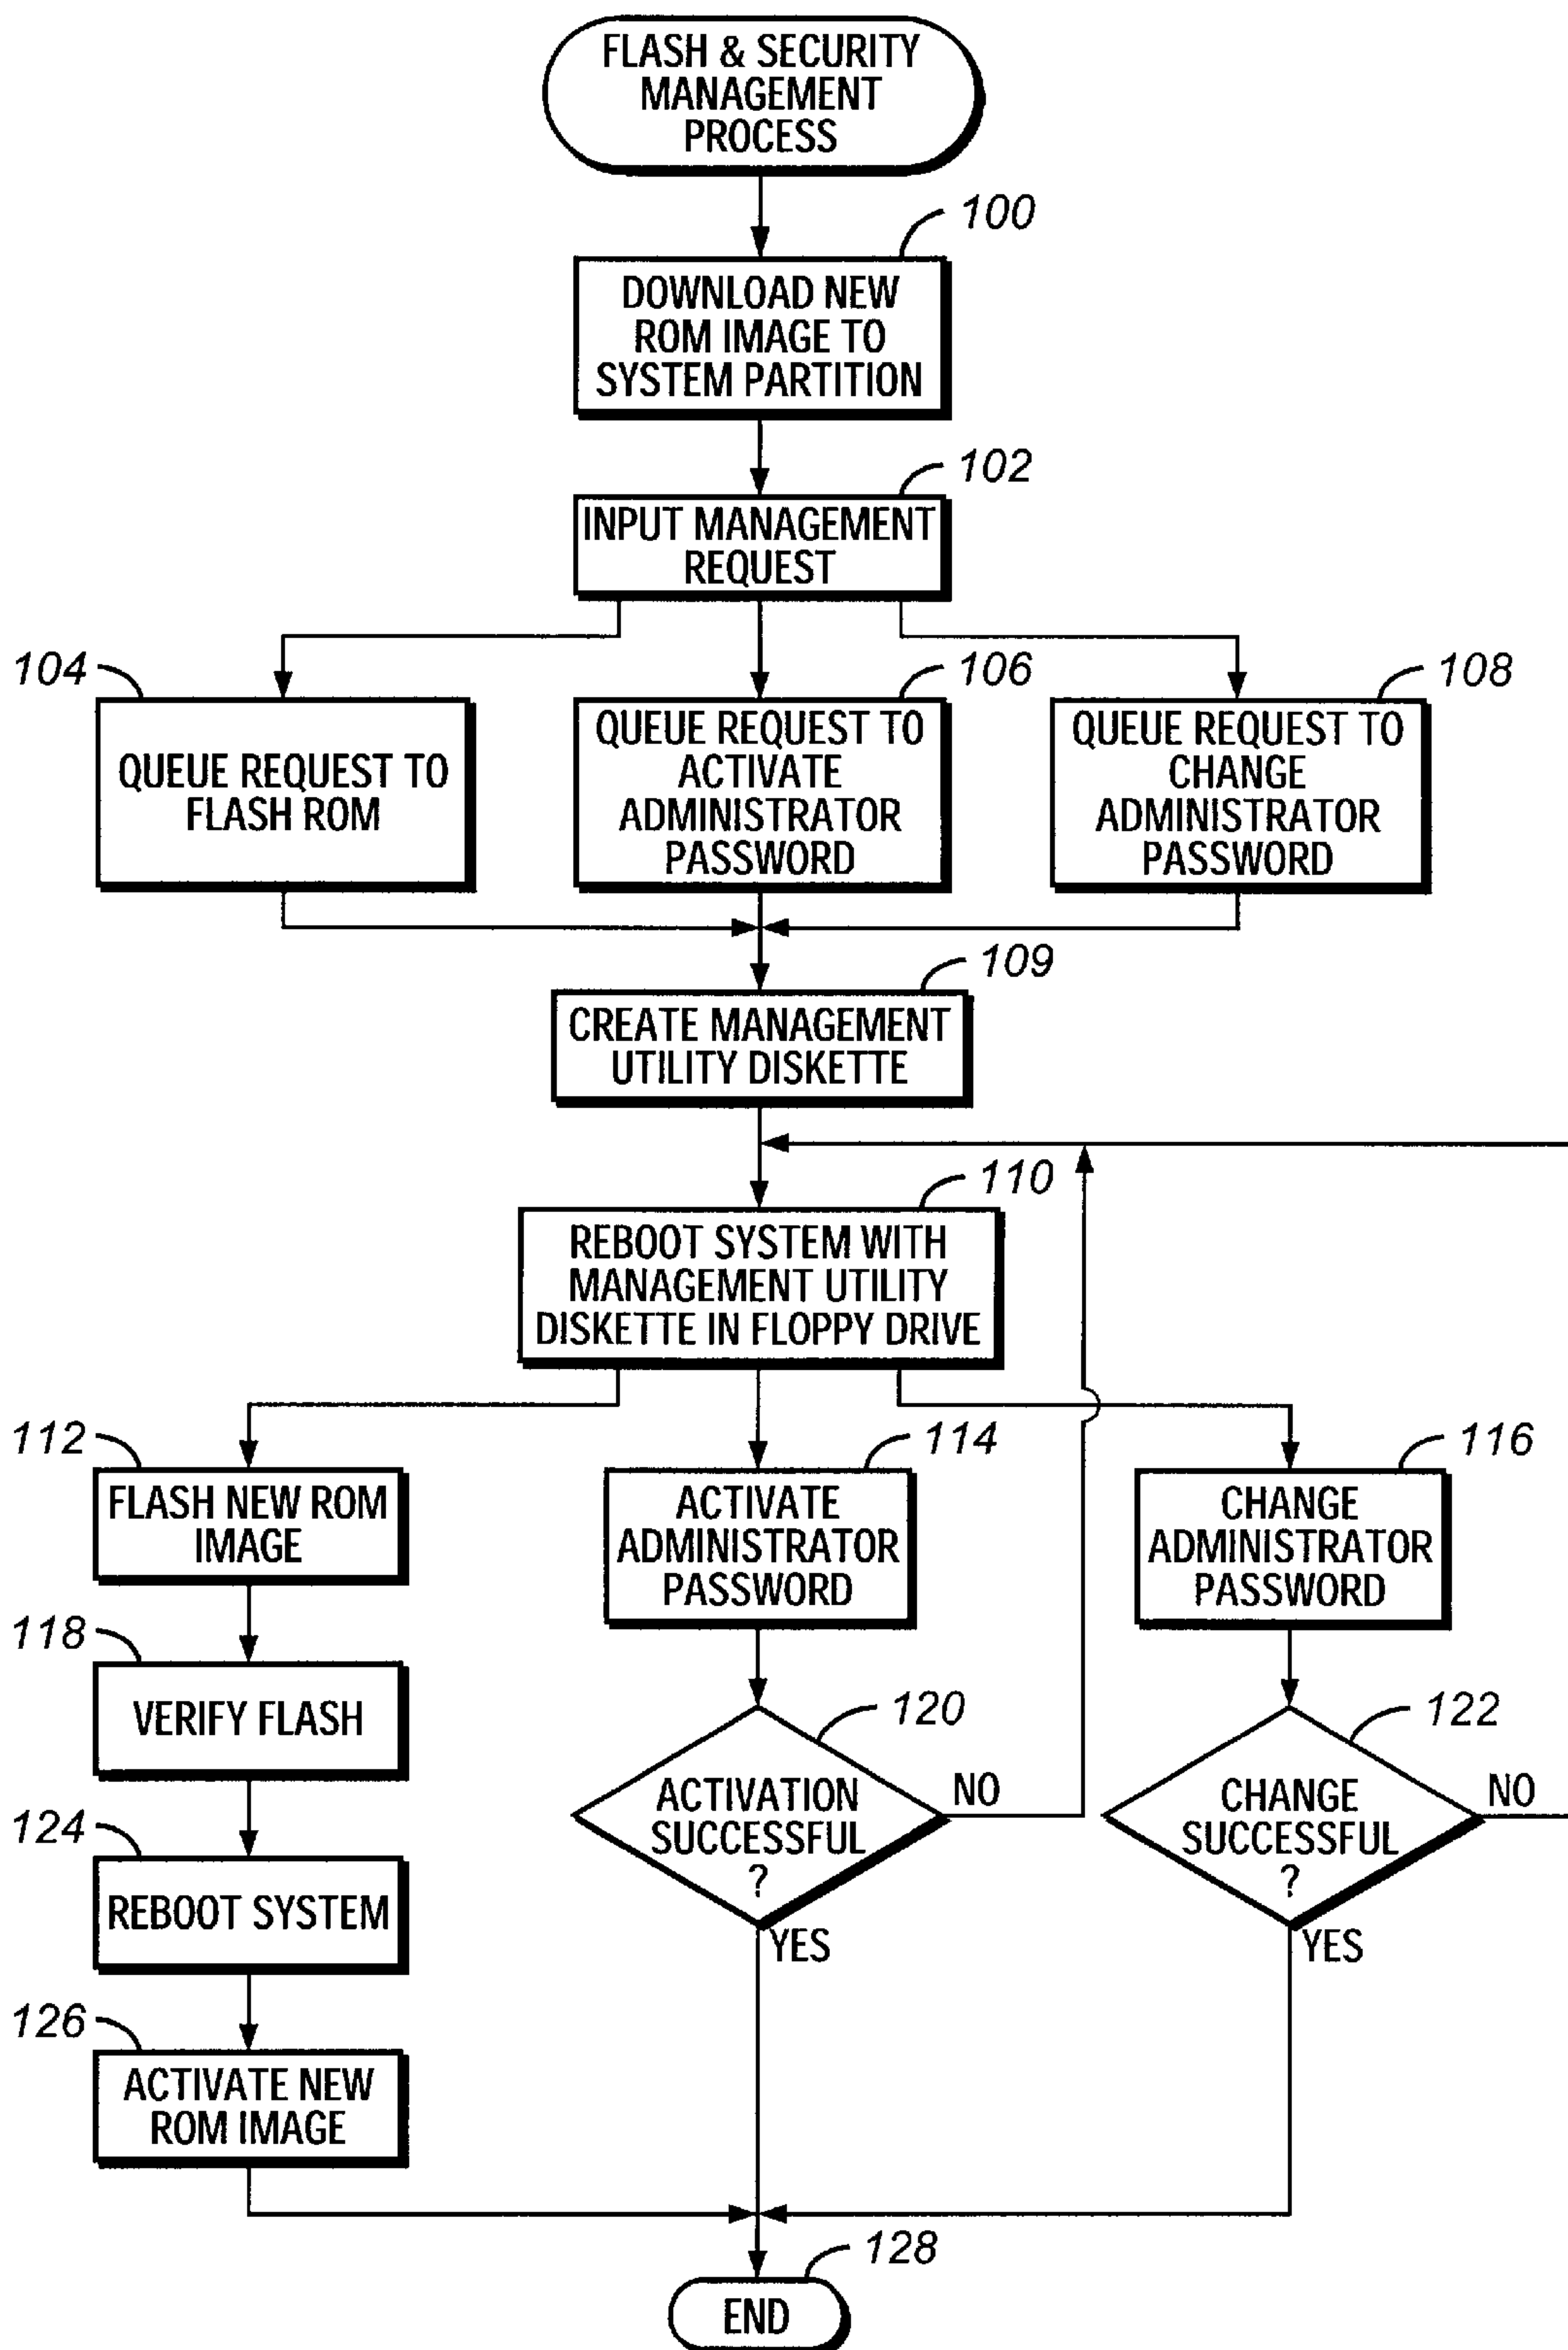 FLASH & SECURITY
MANAGEMENT
PROCESS
100
DOWNLOAD NEW
ROM IMAGE TO
SYSTEM PARTITION
102
INPUT MANAGEMENT
REQUEST
104
QUEUE REQUEST TO
FLASH ROM
106
QUEUE REQUEST TO
ACTIVATE
ADMINISTRATOR
PASSWORD
108
QUEUE REQUEST TO
CHANGE
ADMINISTRATOR
PASSWORD
109
CREATE MANAGEMENT
UTILITY DISKETTE
110
REBOOT SYSTEM WITH
MANAGEMENT UTILITY
DISKETTE IN FLOPPY DRIVE
112
FLASH NEW ROM
IMAGE
114
ACTIVATE
ADMINISTRATOR
PASSWORD
116
CHANGE
ADMINISTRATOR
PASSWORD
118
VERIFY FLASH
120
ACTIVATION
SUCCESSFUL
?
NO
YES
122
CHANGE
SUCCESSFUL
?
NO
YES
124
REBOOT SYSTEM
126
ACTIVATE NEW
ROM IMAGE
128
END